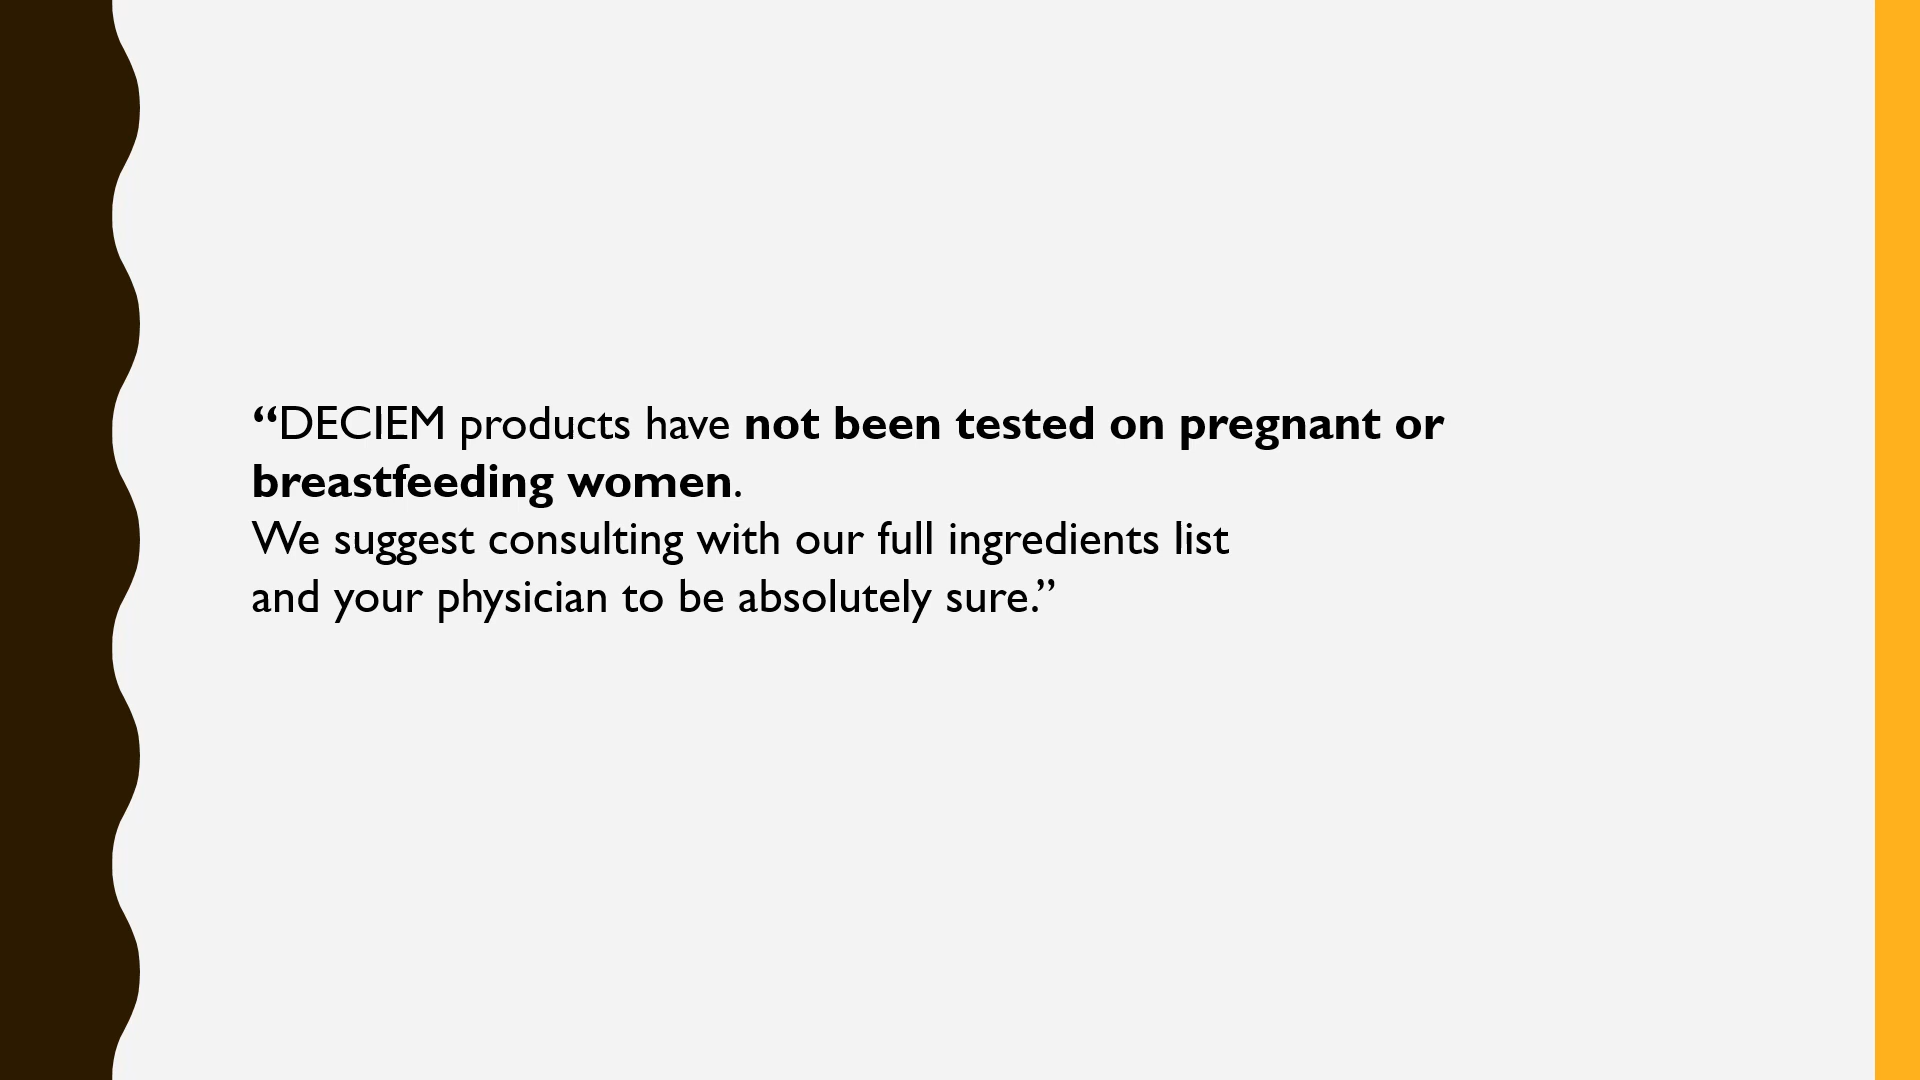 “DECIEM products have not been tested on pregnant or
breastfeeding women.
We suggest consulting with our full ingredients list
and your physician to be absolutely sure.”